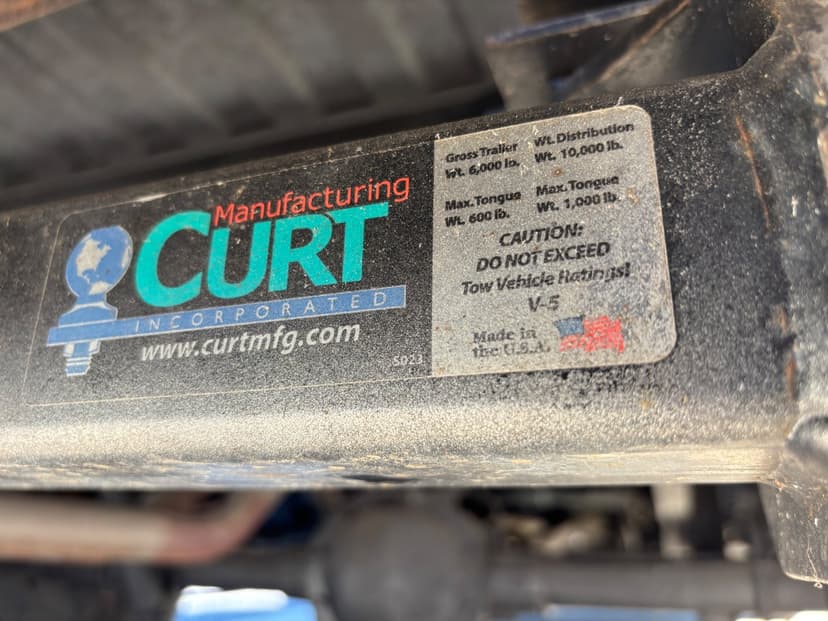 Manufacturing
CURT
INCORPORATED
www.curtmfg.com
5023
Gross Trailer Wt. Distribution
Wt. 6,000 lb. Wt. 10,000 lb.
Max. Tongue Max. Tongue
Wt. 600 lb. Wt. 1,000 lb.
CAUTION:
DO NOT EXCEED
Tow Vehicle Ratings!
V-5
Made in
the U.S.A.